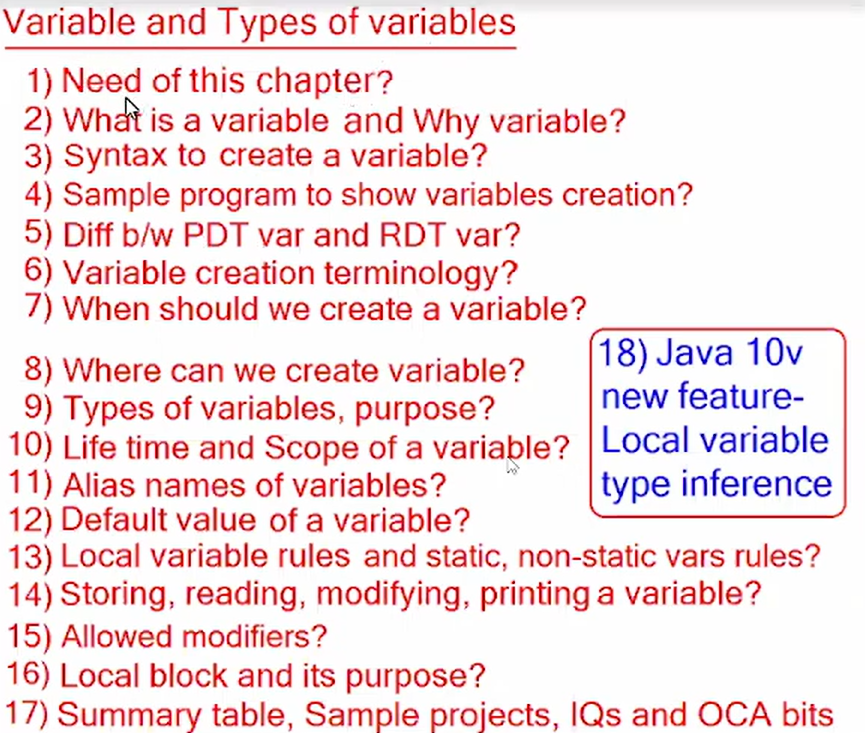 Variable and Types of variables
1) Need of this chapter?
2) What is a variable and Why variable?
3) Syntax to create a variable?
4) Sample program to show variables creation?
5) Diff b/w PDT var and RDT var?
6) Variable creation terminology?
7) When should we create a variable?
8) Where can we create variable?
9) Types of variables, purpose?
10) Life time and Scope of a variable?
11) Alias names of variables?
12) Default value of a variable?
13) Local variable rules and static, non-static vars rules?
14) Storing, reading, modifying, printing a variable?
15) Allowed modifiers?
16) Local block and its purpose?
17) Summary table, Sample projects, IQs and OCA bits
18) Java 10v
new feature-
Local variable
type inference